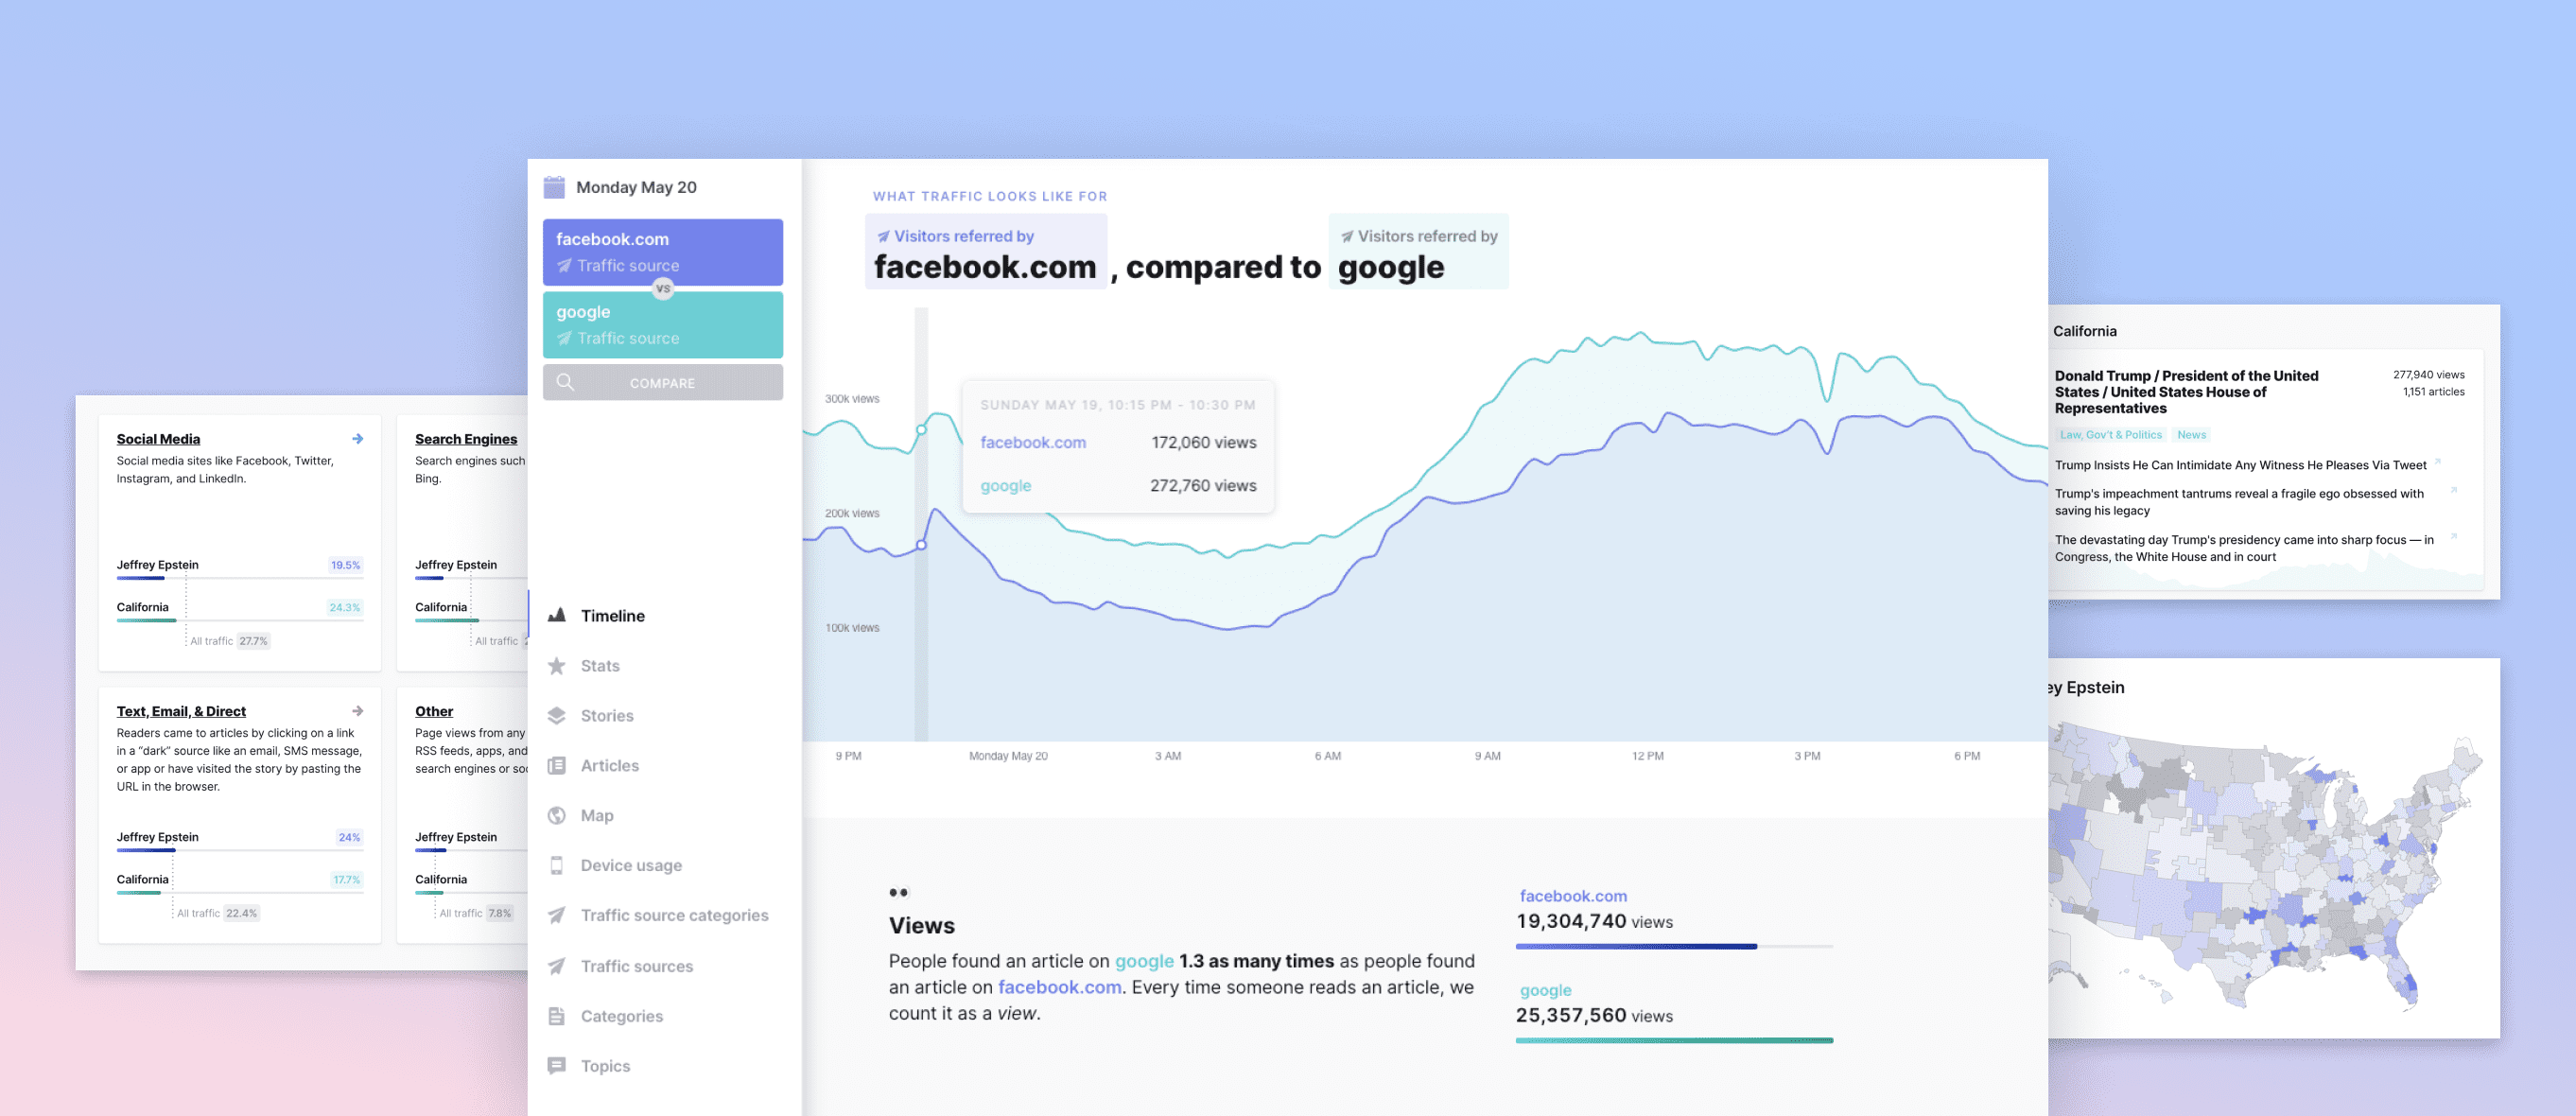 Social Media
Social media sites like Facebook, Twitter,
Instagram, and LinkedIn.
Jeffrey Epstein
19.5%
California
24.3%
All traffic 27.7%
Search Engines
Search engines such
Bing.
Jeffrey Epstein
California
All traffic
Text, Email, & Direct
Readers came to articles by clicking on a link
in a “dark” source like an email, SMS message,
or app or have visited the story by pasting the
URL in the browser.
Jeffrey Epstein
24%
California
17.7%
All traffic 22.4%
Other
Page views from any
RSS feeds, apps, and
search engines or
Jeffrey Epstein
California
All traffic 7.8%
Monday May 20
facebook.com
Traffic source
VS
google
Traffic source
COMPARE
Timeline
Stats
Stories
Articles
Map
Device usage
Traffic source categories
Traffic sources
Categories
Topics
WHAT TRAFFIC LOOKS LIKE FOR
Visitors referred by
facebook.com , compared to
Visitors referred by
google
300k views
200k views
100k views
SUNDAY MAY 19, 10:15 PM - 10:30 PM
facebook.com 172,060 views
google 272,760 views
9 PM
Monday May 20
3 AM
6 AM
9 AM
12 PM
3 PM
6 PM
Views
People found an article on google 1.3 as many times as people found
an article on facebook.com. Every time someone reads an article, we
count it as a view.
facebook.com
19,304,740 views
google
25,357,560 views
California
Donald Trump / President of the United
States / United States House of
Representatives
277,940 views
1,151 articles
Law, Gov't & Politics
News
Trump Insists He Can Intimidate Any Witness He Pleases Via Tweet
Trump's impeachment tantrums reveal a fragile ego obsessed with
saving his legacy
The devastating day Trump's presidency came into sharp focus — in
Congress, the White House and in court
ey Epstein